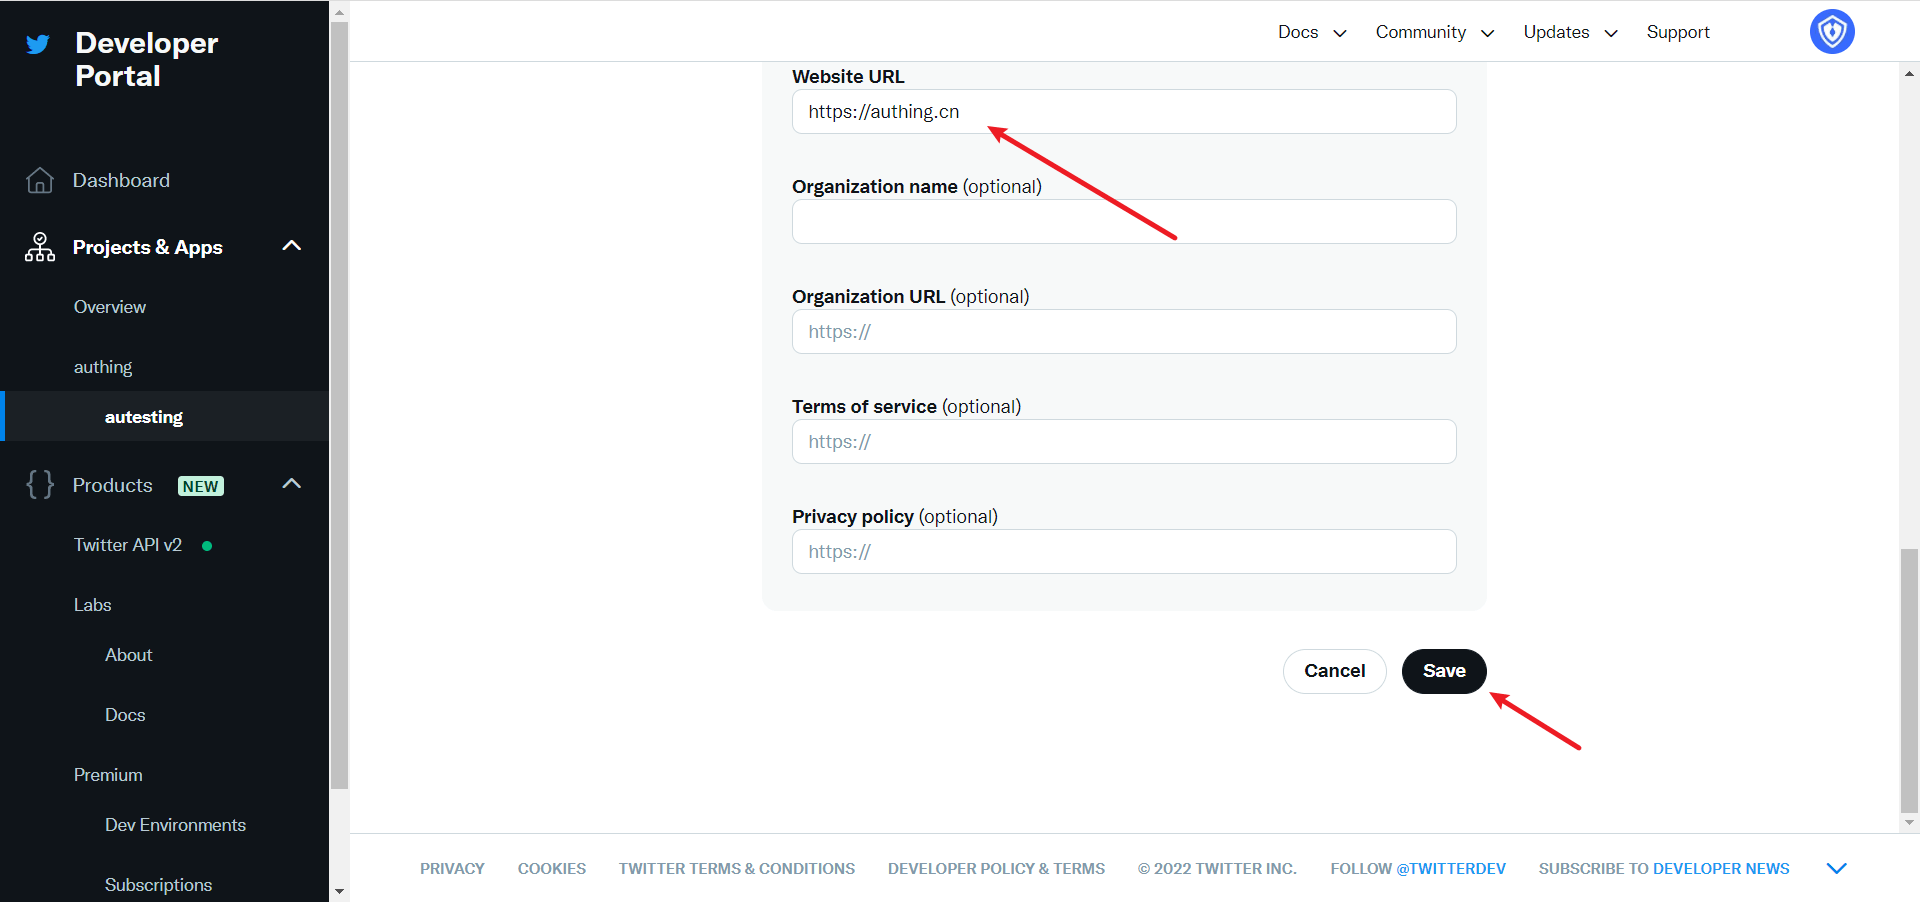 Developer
Portal
Docs
Community
Updates
Support
Dashboard
Projects & Apps
Overview
authing
autesting
Products NEW
Twitter API v2
Labs
About
Docs
Premium
Dev Environments
Subscriptions
Website URL
https://authing.cn
Organization name (optional)
Organization URL (optional)
https://
Terms of service (optional)
https://
Privacy policy (optional)
https://
Cancel
Save
PRIVACY
COOKIES
TWITTER TERMS & CONDITIONS
DEVELOPER POLICY & TERMS
© 2022 TWITTER INC.
FOLLOW @TWITTERDEV
SUBSCRIBE TO DEVELOPER NEWS